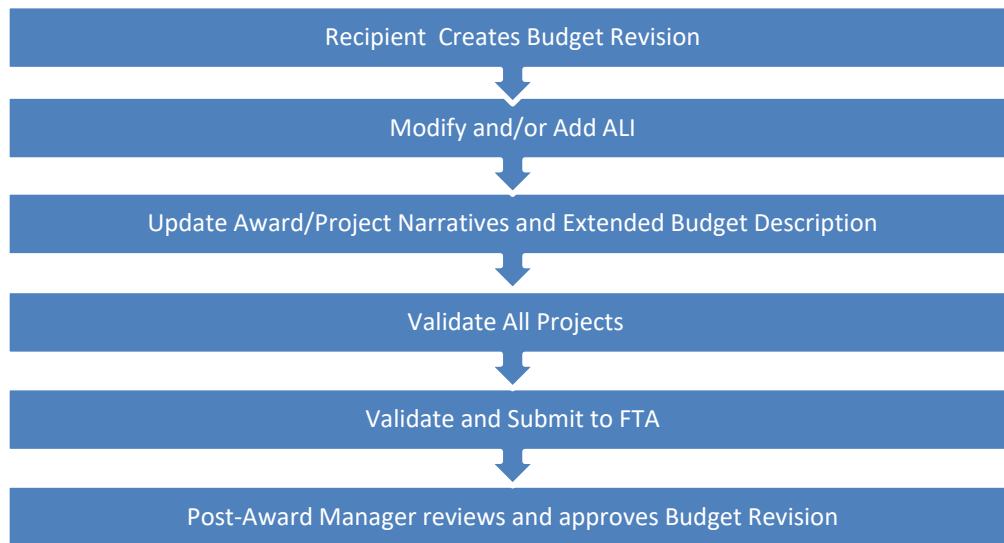 Recipient  Creates Budget Revision
Modify and/or Add ALI
Update Award/Project Narratives and Extended Budget Description
Validate All Projects
Validate and Submit to FTA
Post-Award Manager reviews and approves Budget Revision